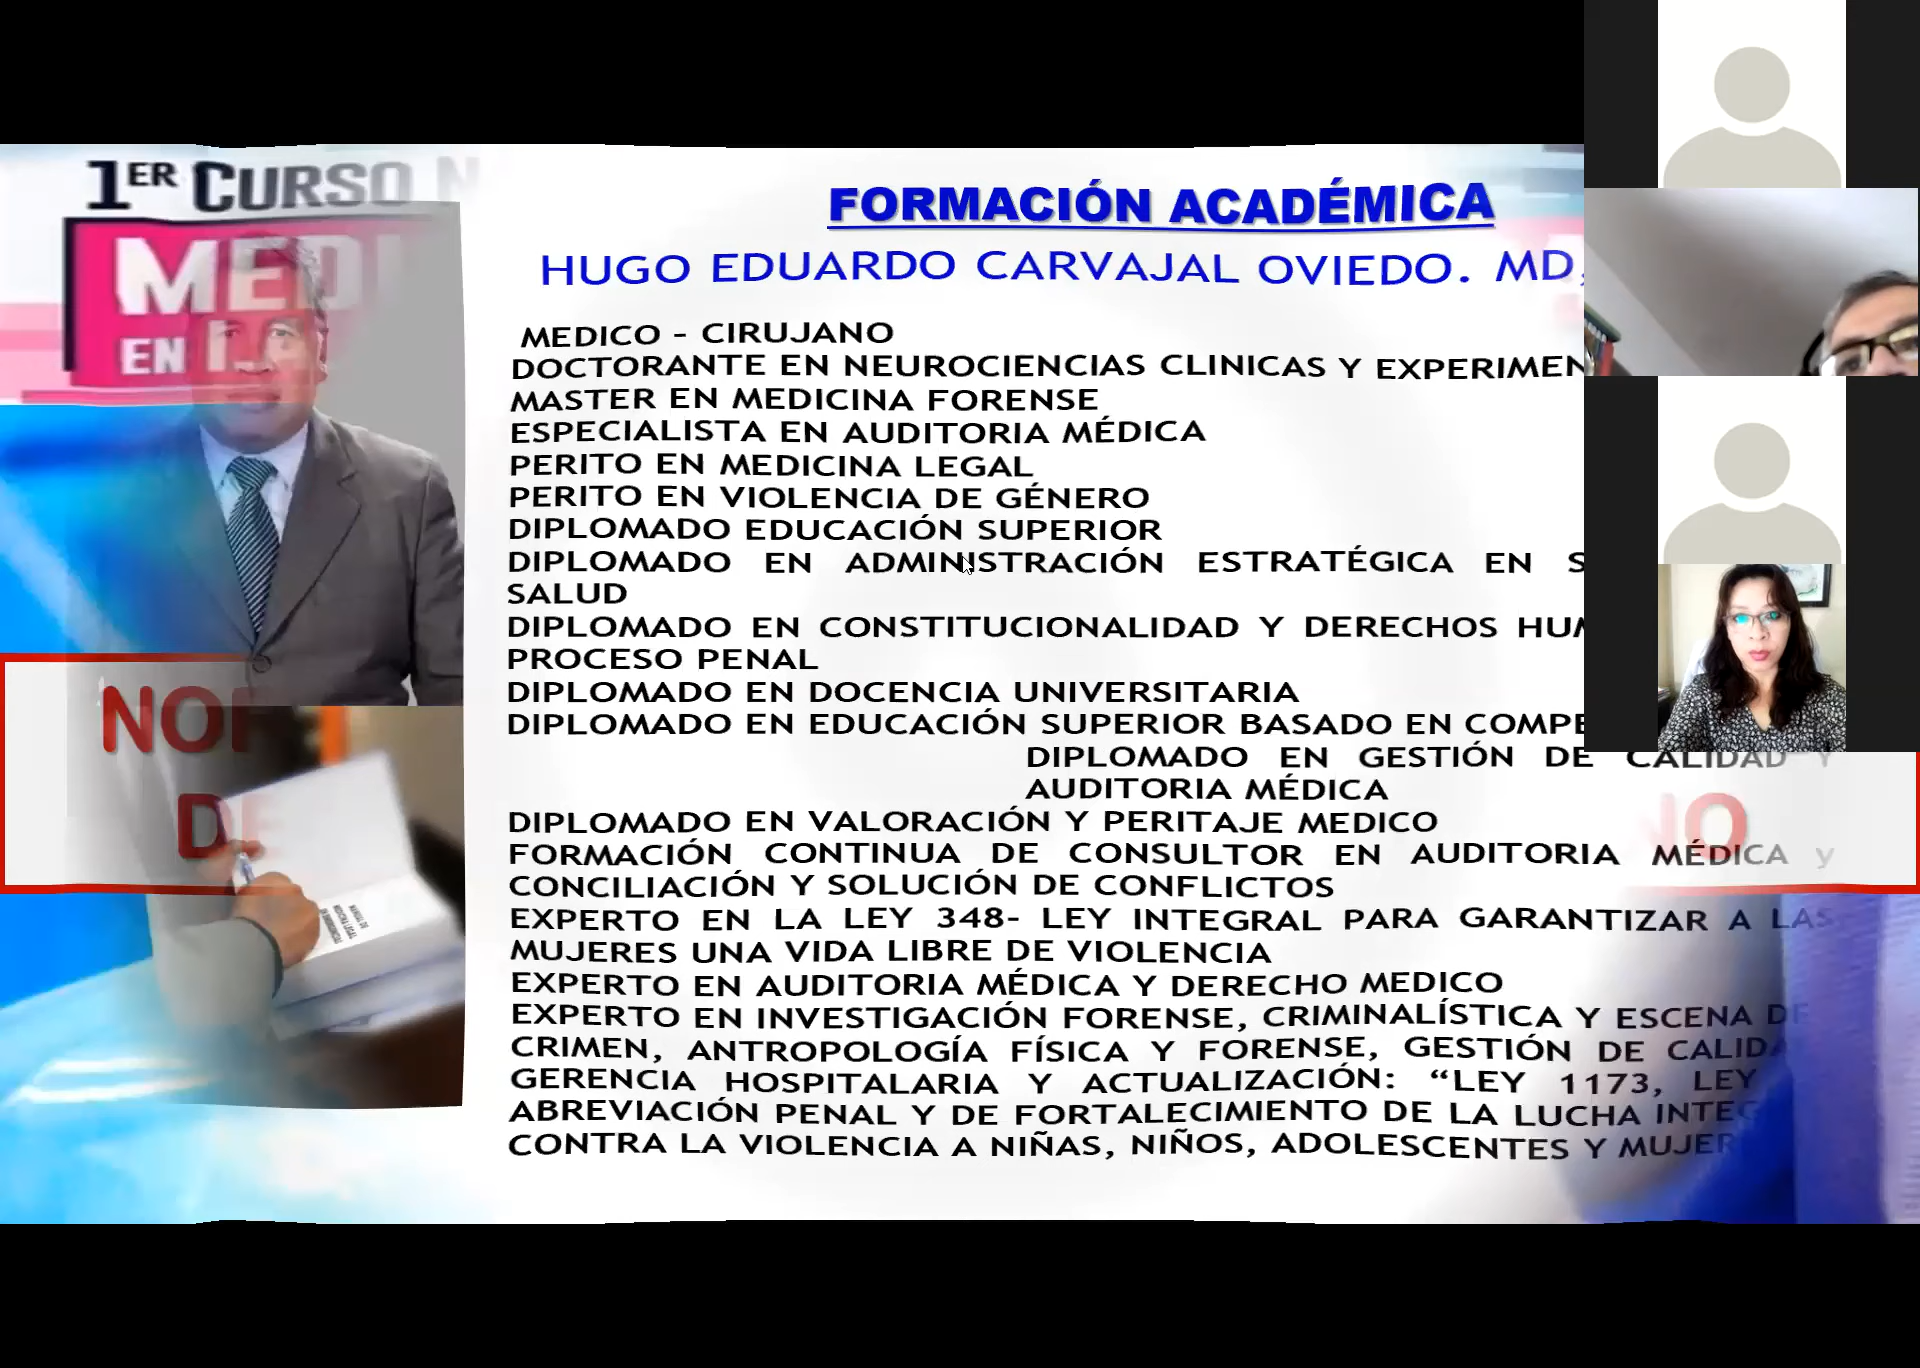 1ER CURSO N
MEDI
EN
FORMACIÓN ACADÉMICA
HUGO EDUARDO CARVAJAL OVIEDO. MD,
MEDICO - CIRUJANO
DOCTORANTE EN NEUROCIENCIAS CLINICAS Y EXPERIMEN
MASTER EN MEDICINA FORENSE
ESPECIALISTA EN AUDITORIA MÉDICA
PERITO EN MEDICINA LEGAL
PERITO EN VIOLENCIA DE GÉNERO
DIPLOMADO EDUCACIÓN SUPERIOR
DIPLOMADO EN ADMINISTRACIÓN ESTRATÉGICA EN S
SALUD
DIPLOMADO EN CONSTITUCIONALIDAD Y DERECHOS HUM
PROCESO PENAL
DIPLOMADO EN DOCENCIA UNIVERSITARIA
DIPLOMADO EN EDUCACIÓN SUPERIOR BASADO EN COMPE
DIPLOMADO EN GESTIÓN DE CALIDAD Y
AUDITORIA MÉDICA
DIPLOMADO EN VALORACIÓN Y PERITAJE MEDICO
FORMACIÓN CONTINUA DE CONSULTOR EN AUDITORIA MÉDICA y
CONCILIACIÓN Y SOLUCIÓN DE CONFLICTOS
EXPERTO EN LA LEY 348- LEY INTEGRAL PARA GARANTIZAR A LAS
MUJERES UNA VIDA LIBRE DE VIOLENCIA
EXPERTO EN AUDITORIA MÉDICA Y DERECHO MEDICO
EXPERTO EN INVESTIGACIÓN FORENSE, CRIMINALÍSTICA Y ESCENA DE
CRIMEN, ANTROPOLOGÍA FÍSICA Y FORENSE, GESTIÓN DE CALIDA
GERENCIA HOSPITALARIA Y ACTUALIZACIÓN: “LEY 1173, LEY
ABREVIACIÓN PENAL Y DE FORTALECIMIENTO DE LA LUCHA INTEG
CONTRA LA VIOLENCIA A NIÑAS, NIÑOS, ADOLESCENTES Y MUJER
NOR
DE
NO